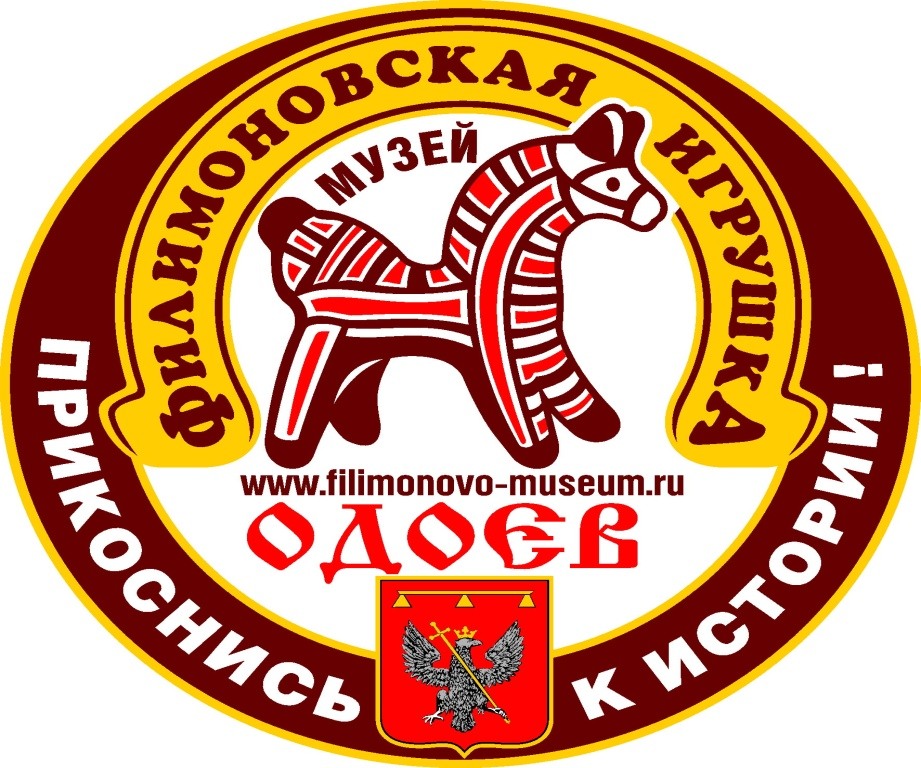 ФИЛИМОНОВСКАЯ ИГРУШКА
МУЗЕЙ
www.filimonovo-museum.ru
ОДОЕВ
ПРИКОСНИСЬ К ИСТОРИИ!